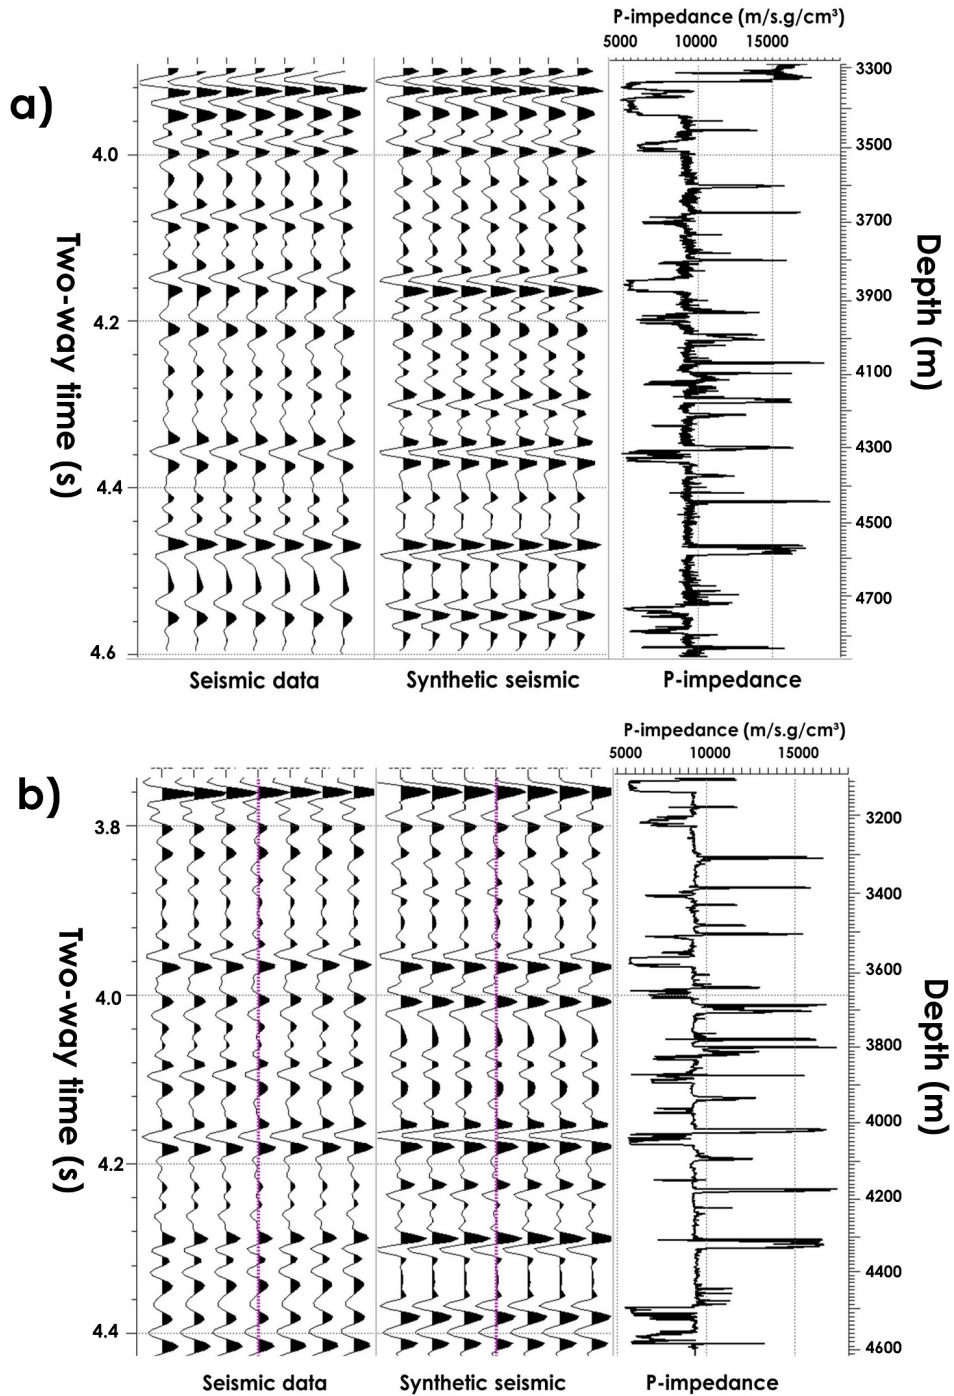 P-impedance (m/s.g/cm³)
5000 10000 15000
a)
Two-way time (s)
4.0
4.2
4.4
4.6
3300
3500
3700
3900
4100
4300
4500
4700
Depth (m)
Seismic data Synthetic seismic P-impedance
P-impedance (m/s.g/cm³)
5000 10000 15000
b)
Two-way time (s)
3.8
4.0
4.2
4.4
3200
3400
3600
3800
4000
4200
4400
4600
Depth (m)
Seismic data Synthetic seismic P-impedance